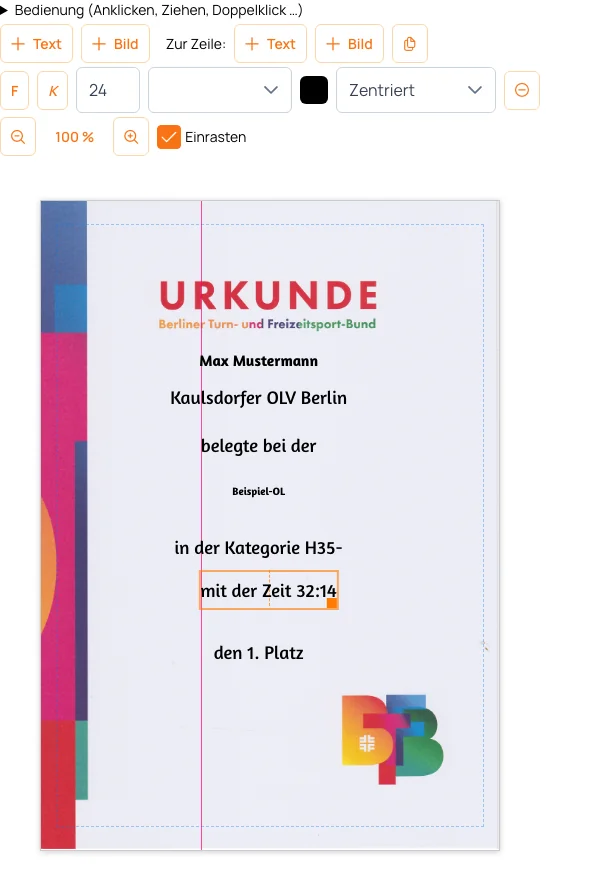 Bedienung (Anklicken, Ziehen, Doppelklick ...)
Text Bild Zur Zeile: Text Bild
F K 24 Zentriert
100 % Einrasten
URKUNDE
Berliner Turn- und Freizeitsport-Bund
Max Mustermann
Kaulsdorfer OLV Berlin
belegte bei der
Beispiel-OL
in der Kategorie H35-
mit der Zeit 32:14
den 1. Platz
BTB